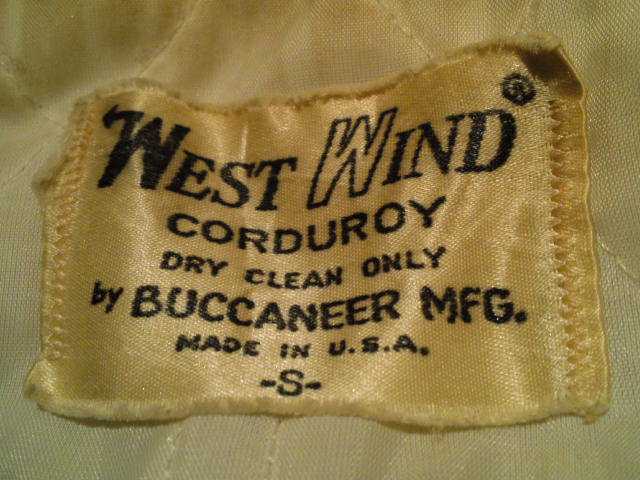 WEST WIND®
CORDUROY
DRY CLEAN ONLY
by BUCCANEER MFG.
MADE IN U.S.A.
-S-